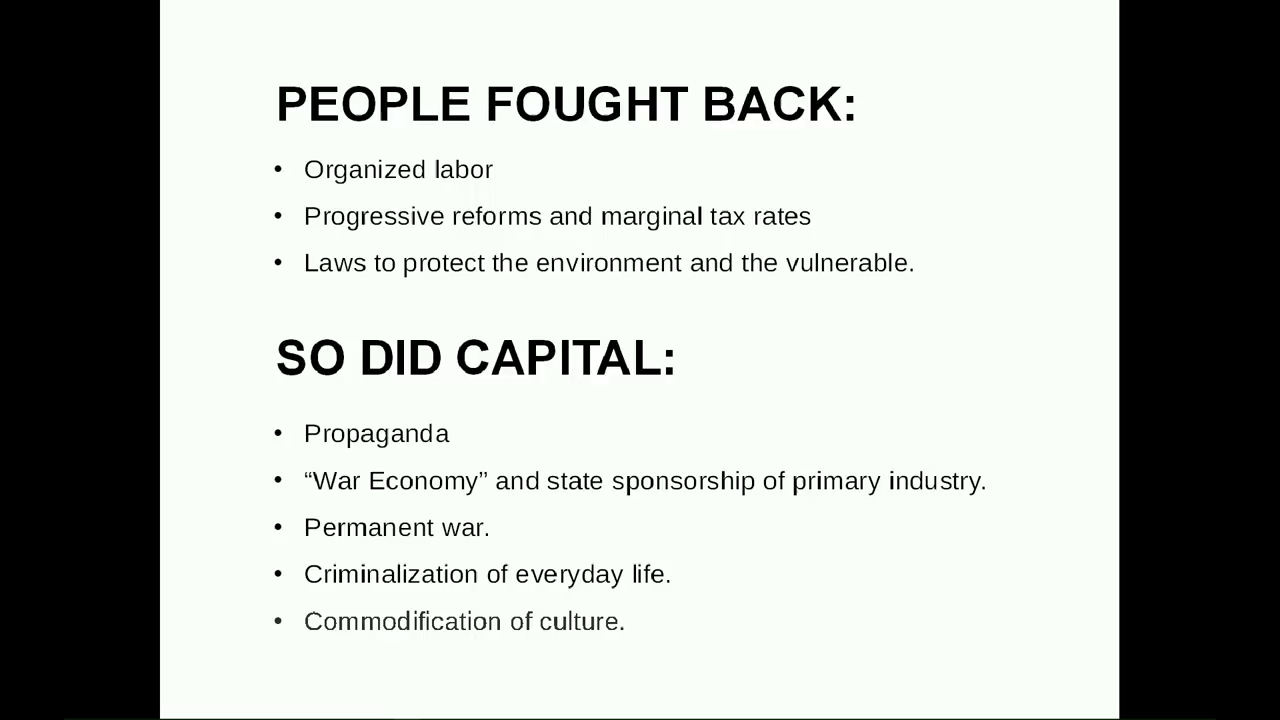 PEOPLE FOUGHT BACK:
• Organized labor
• Progressive reforms and marginal tax rates
• Laws to protect the environment and the vulnerable.
SO DID CAPITAL:
• Propaganda
• “War Economy” and state sponsorship of primary industry.
• Permanent war.
• Criminalization of everyday life.
• Commodification of culture.